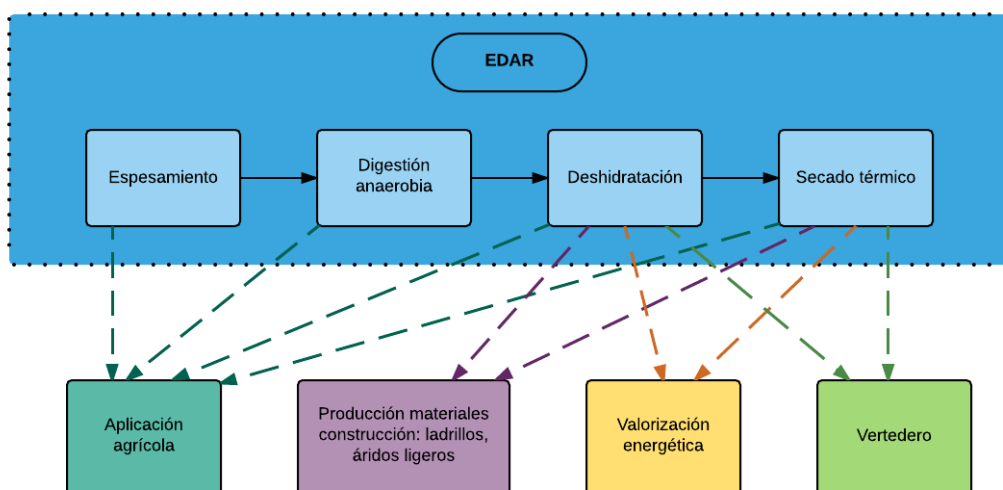 EDAR
Espesamiento
Digestión
anaerobia
Deshidratación
Secado térmico
Aplicación
agrícola
Producción materiales
construcción: ladrillos,
áridos ligeros
Valorización
energética
Vertedero